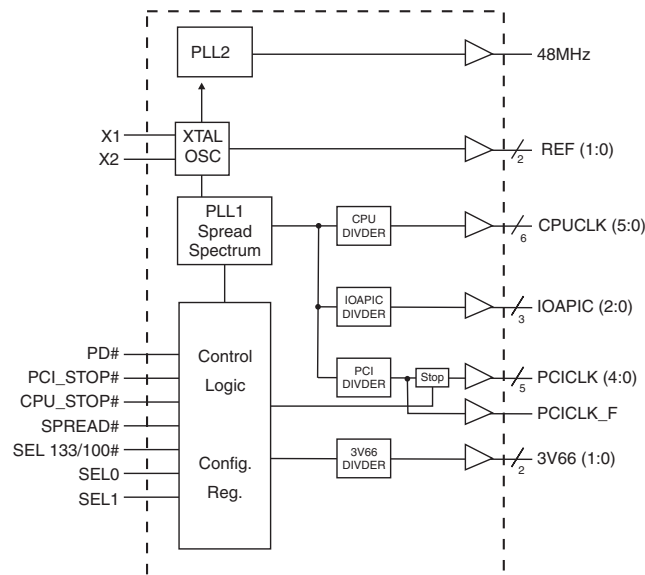 PLL2
48MHz
X1
X2
XTAL
OSC
2
REF (1:0)
PLL1
Spread
Spectrum
CPU
DIVDER
6
CPUCLK (5:0)
IOAPIC
DIVDER
3
IOAPIC (2:0)
PD#
PCI_STOP#
CPU_STOP#
SPREAD#
SEL 133/100#
SEL0
SEL1
Control
Logic
Config.
Reg.
PCI
DIVDER
Stop
5
PCICLK (4:0)
PCICLK_F
3V66
DIVDER
2
3V66 (1:0)